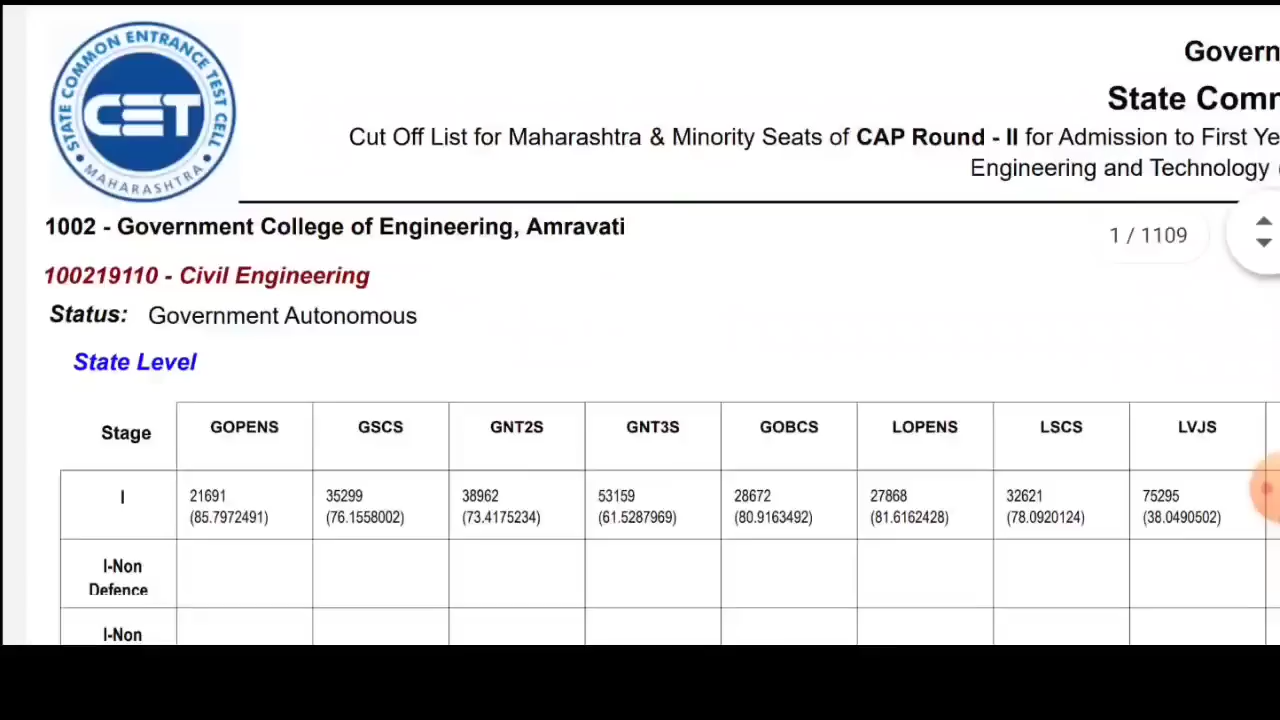 STATE COMMON ENTRANCE TEST CELL
CET
MAHARASHTRA
Govern
State Comm
Cut Off List for Maharashtra & Minority Seats of CAP Round - II for Admission to First Ye
Engineering and Technology (
1002 - Government College of Engineering, Amravati
1 / 1109
100219110 - Civil Engineering
Status: Government Autonomous
State Level
Stage GOPENS GSCS GNT2S GNT3S GOBCS LOPENS LSCS LVJS
I 21691 35299 38962 53159 28672 27868 32621 75295
(85.7972491) (76.1558002) (73.4175234) (61.5287969) (80.9163492) (81.6162428) (78.0920124) (38.0490502)
I-Non
Defence
I-Non